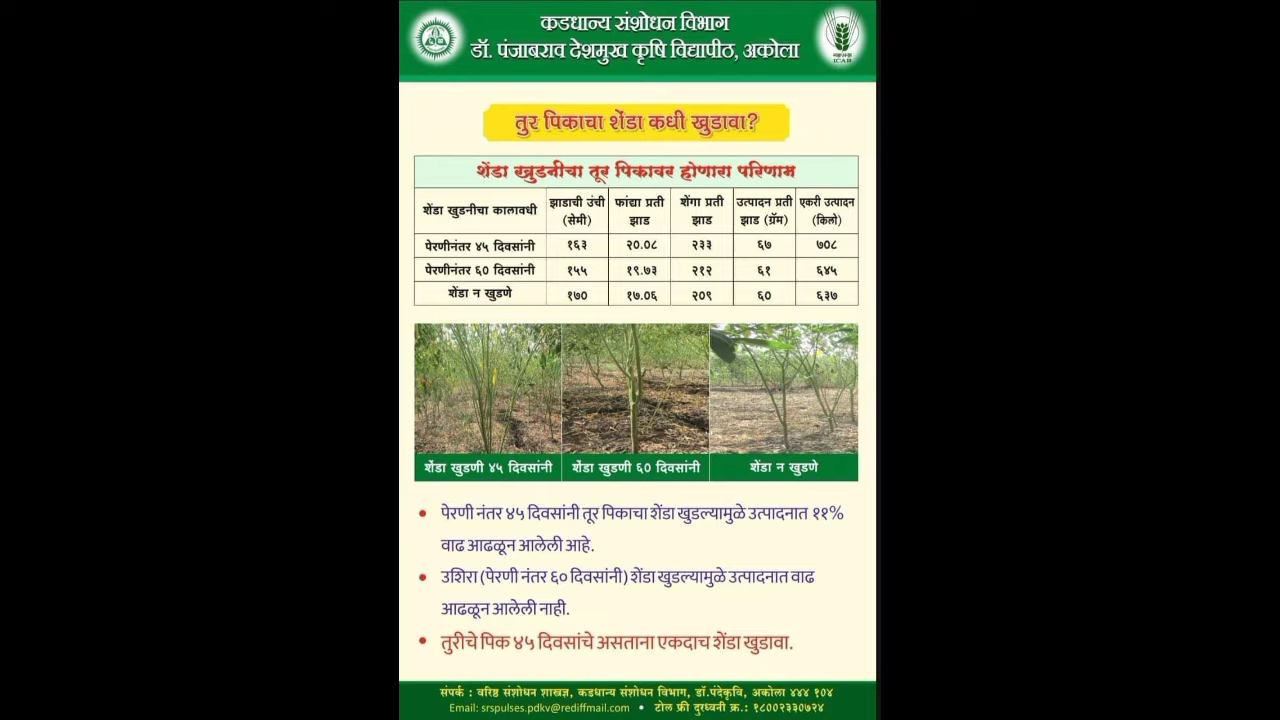 कडधान्य संशोधन विभाग
डॉ. पंजाबराव देशमुख कृषि विद्यापीठ, अकोला
ICAR
तुर पिकाचा शेंडा कधी खुडावा?
शेंडा खुडनीचा तूर पिकावर होणारा परिणाम
शेंडा खुडनीचा कालावधी झाडाची उंची (सेमी) फांद्या प्रती झाड शेंगा प्रती झाड उत्पादन प्रती झाड (ग्रॅम) एकरी उत्पादन (किलो)
पेरणीनंतर ४५ दिवसांनी १६३ २०.०८ २३३ ६७ ७०८
पेरणीनंतर ६० दिवसांनी १५५ १९.७३ २१२ ६१ ६४५
शेंडा न खुडणे १७० १७.०६ २०९ ६० ६३७
शेंडा खुडणी ४५ दिवसांनी शेंडा खुडणी ६० दिवसांनी शेंडा न खुडणे
• पेरणी नंतर ४५ दिवसांनी तूर पिकाचा शेंडा खुडल्यामुळे उत्पादनात ११%
वाढ आढळून आलेली आहे.
• उशिरा (पेरणी नंतर ६० दिवसांनी) शेंडा खुडल्यामुळे उत्पादनात वाढ
आढळून आलेली नाही.
• तुरीचे पिक ४५ दिवसांचे असताना एकदाच शेंडा खुडावा.
संपर्क : वरिष्ठ संशोधन शास्त्रज्ञ, कडधान्य संशोधन विभाग, डॉ.पंदेकृवि, अकोला ४४४ १०४
Email: srspulses.pdkv@rediffmail.com • टोल फ्री दुरध्वनी क्र.: १८००२३३०७२४